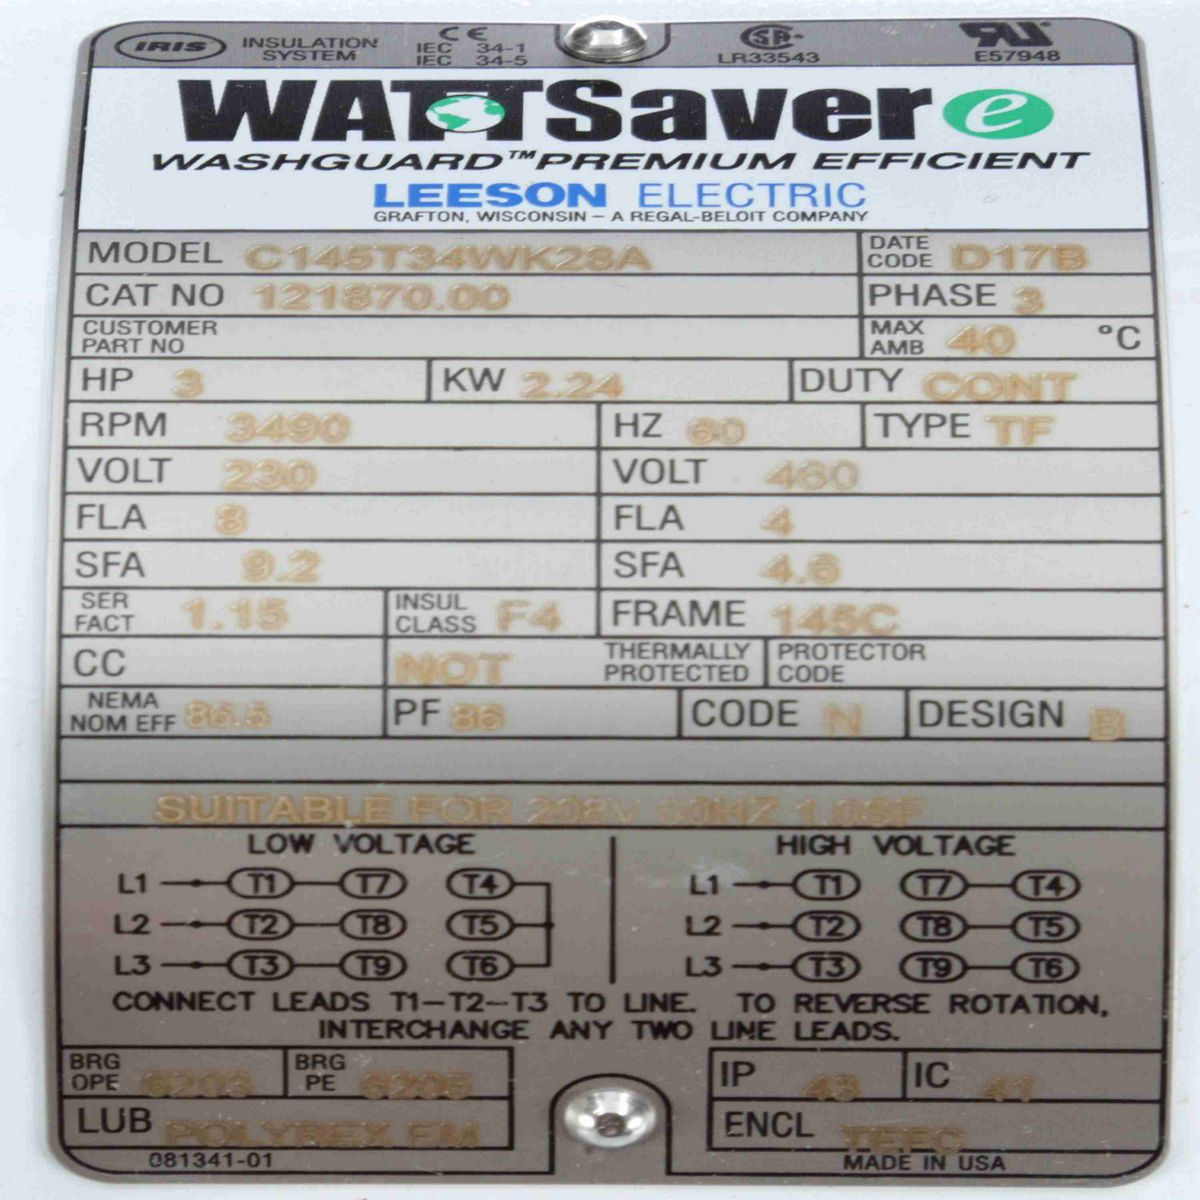 IRIS INSULATION SYSTEM CE IEC 34-1 IEC 34-5 LR33543 E57948
WATTSaver e
WASHGUARD™ PREMIUM EFFICIENT
LEESON ELECTRIC
GRAFTON, WISCONSIN – A REGAL-BELOIT COMPANY
MODEL C145T34WK28A DATE CODE D17B
CAT NO 121870.00 PHASE 3
CUSTOMER PART NO MAX AMB 40 °C
HP 3 KW 2.24 DUTY CONT
RPM 3490 HZ 60 TYPE TF
VOLT 230 VOLT 460
FLA 8 FLA 4
SFA 9.2 SFA 4.6
SER FACT 1.15 INSUL CLASS F4 FRAME 145C
CC NOT THERMALLY PROTECTED PROTECTOR CODE
NEMA NOM EFF 86.5 PF 86 CODE N DESIGN B
SUITABLE FOR 208V 60HZ 1.0SF
LOW VOLTAGE HIGH VOLTAGE
L1 T1 T7 T4 L1 T1 T7 T4
L2 T2 T8 T5 L2 T2 T8 T5
L3 T3 T9 T6 L3 T3 T9 T6
CONNECT LEADS T1-T2-T3 TO LINE. TO REVERSE ROTATION,
INTERCHANGE ANY TWO LINE LEADS.
BRG OPE 6203 BRG PE 6205 IP 43 IC 41
LUB POLYREX EM ENCL TEFC
081341-01 MADE IN USA